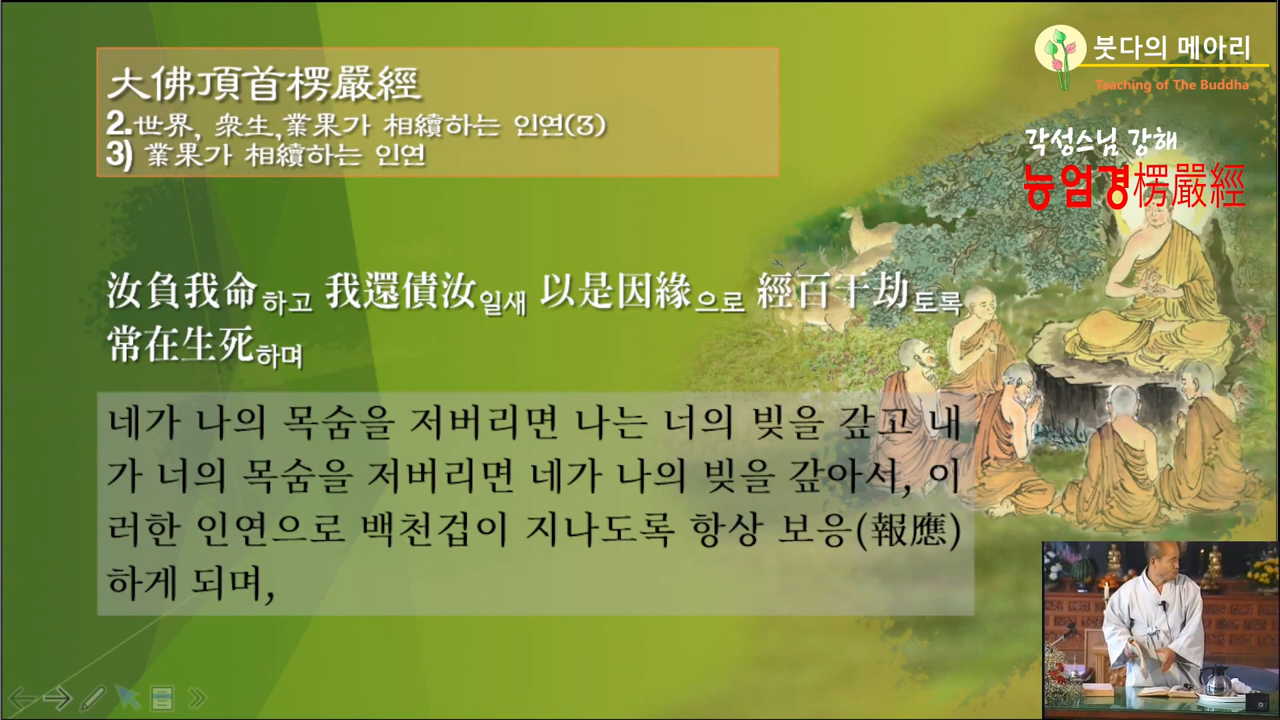 大佛頂首楞嚴經
2.世界, 衆生,業果가 相續하는 인연(3)
3) 業果가 相續하는 인연
붓다의 메아리
Teaching of The Buddha
각성스님 강해
능엄경楞嚴經
汝負我命하고 我還債汝일새 以是因緣으로 經百千劫토록
常在生死하며
네가 나의 목숨을 저버리면 나는 너의 빚을 갚고 내
가 너의 목숨을 저버리면 네가 나의 빚을 갚아서, 이
러한 인연으로 백천겁이 지나도록 항상 보응(報應)
하게 되며,